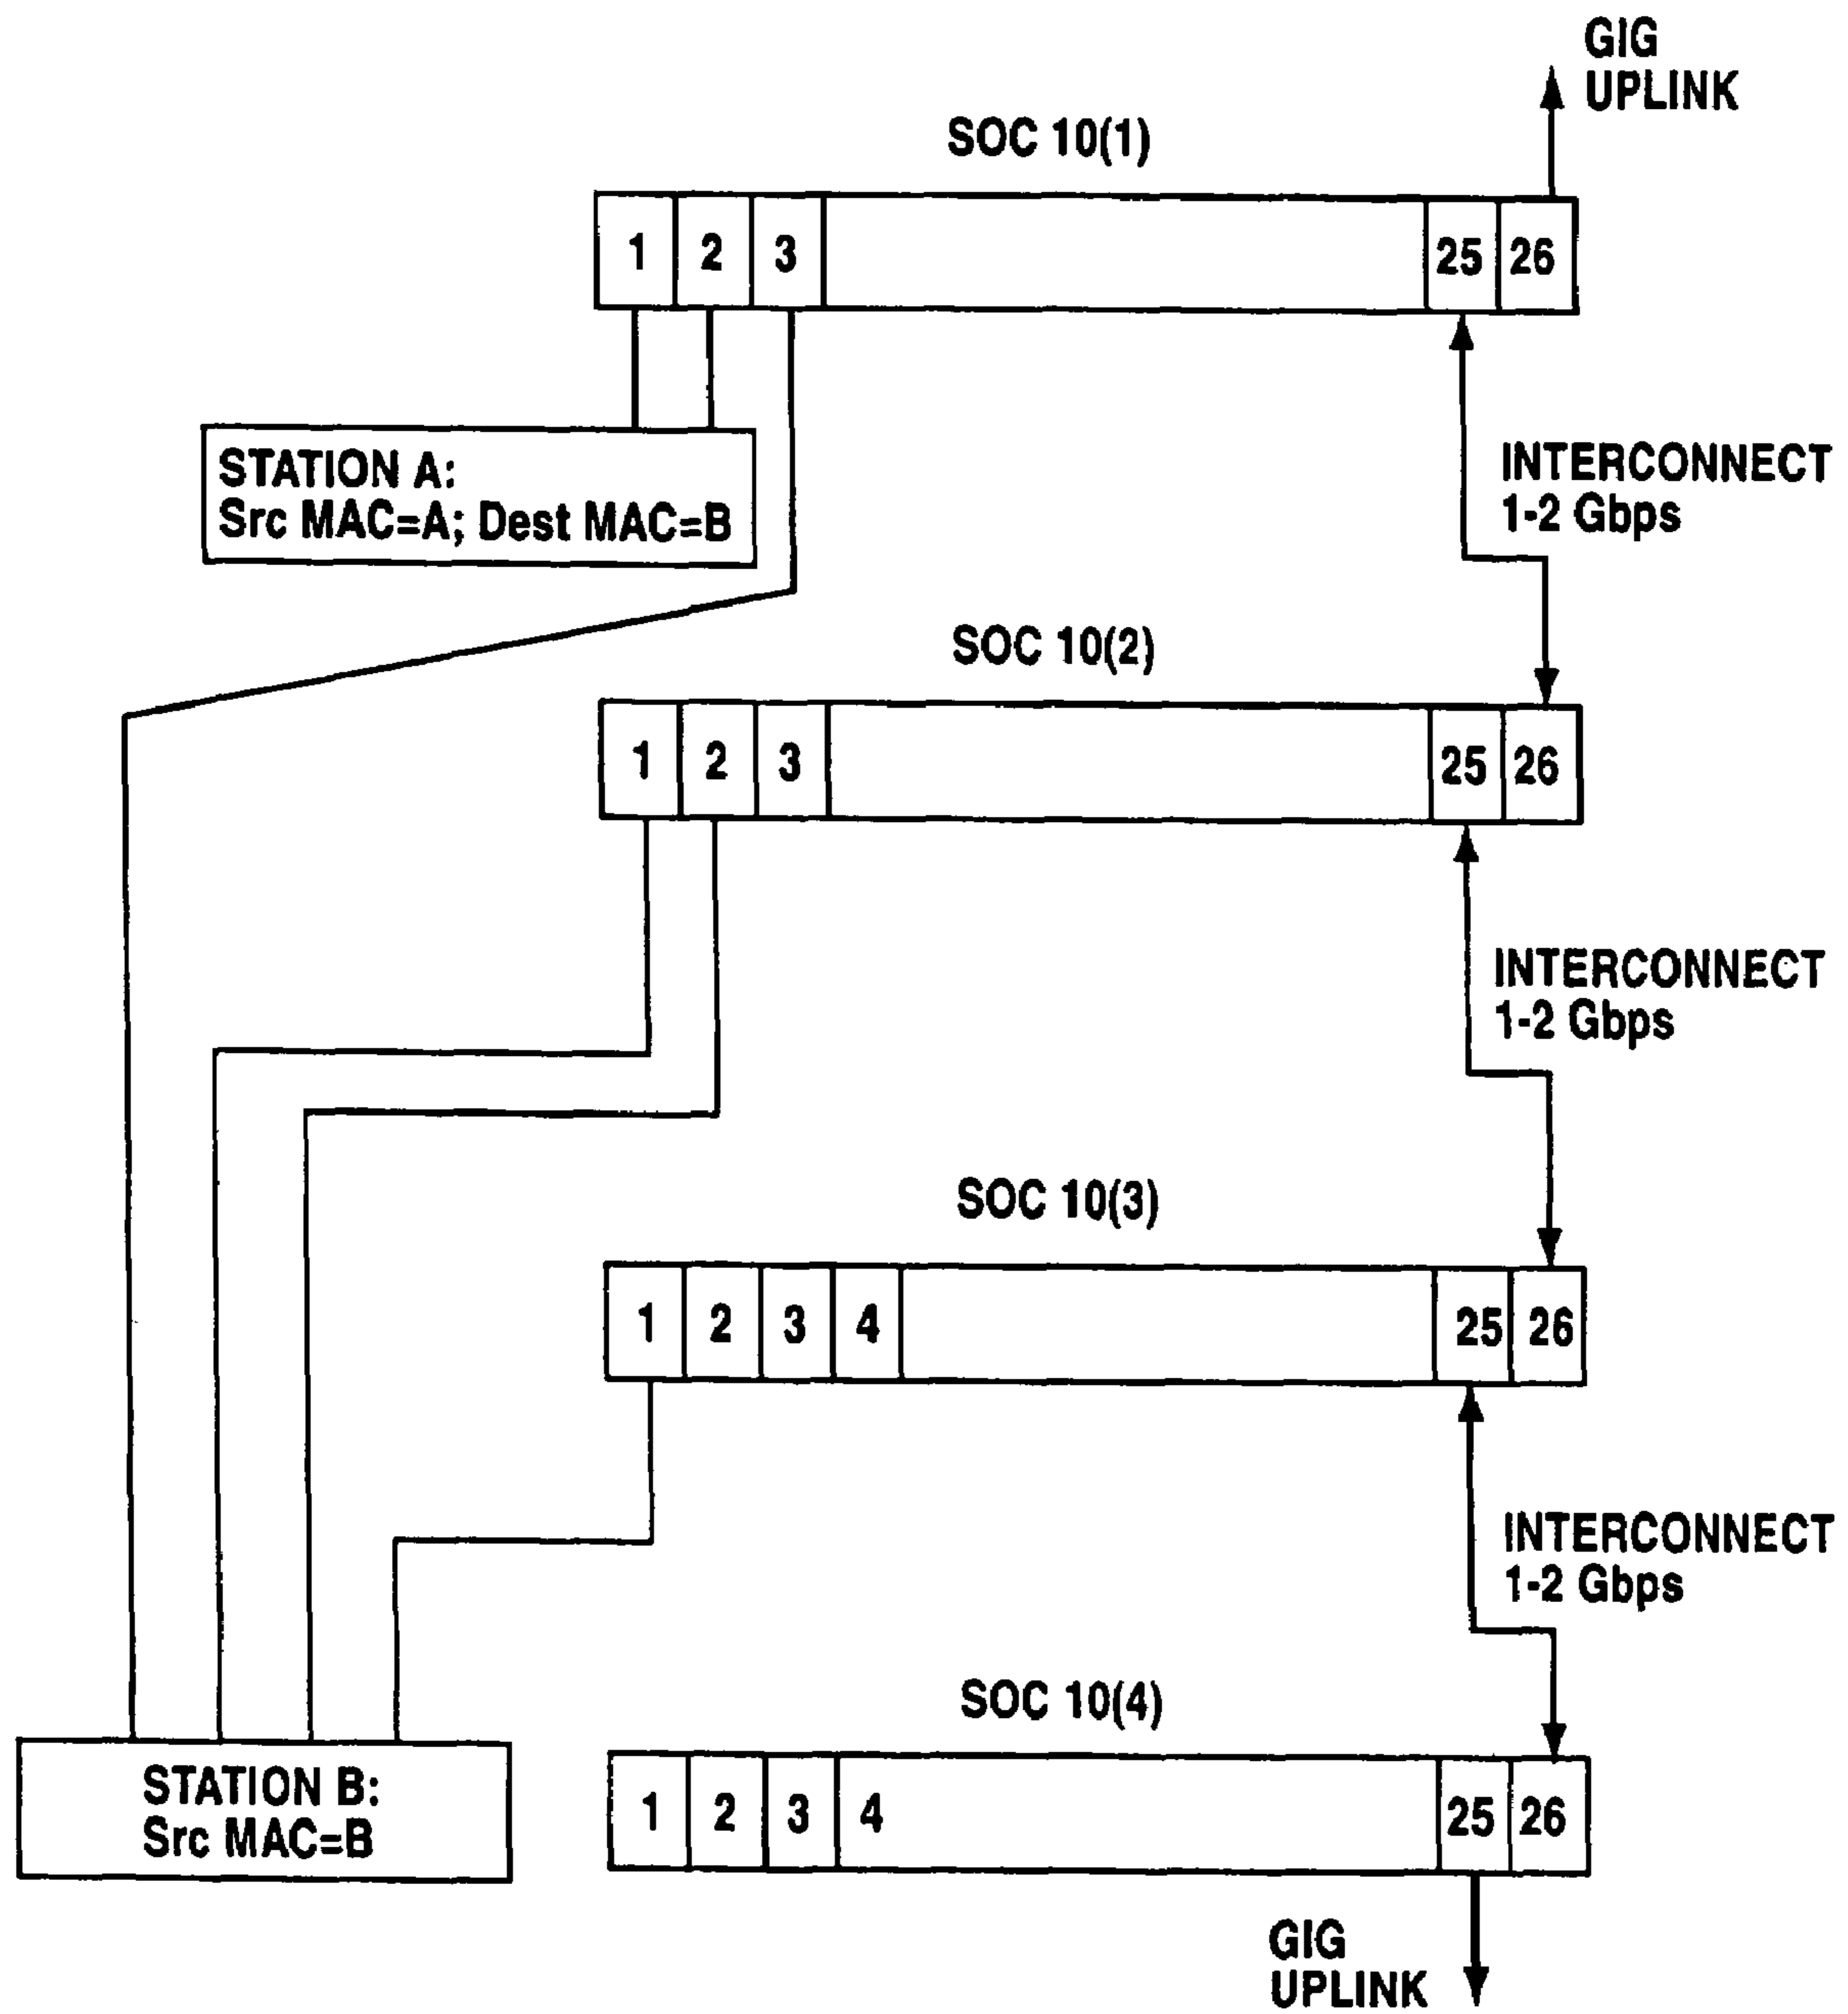 GIG
UPLINK
SOC 10(1)
1 2 3 25 26
STATION A:
Src MAC=A; Dest MAC=B
INTERCONNECT
1-2 Gbps
SOC 10(2)
1 2 3 25 26
INTERCONNECT
1-2 Gbps
SOC 10(3)
1 2 3 4 25 26
INTERCONNECT
1-2 Gbps
SOC 10(4)
STATION B:
Src MAC=B
1 2 3 4 25 26
GIG
UPLINK